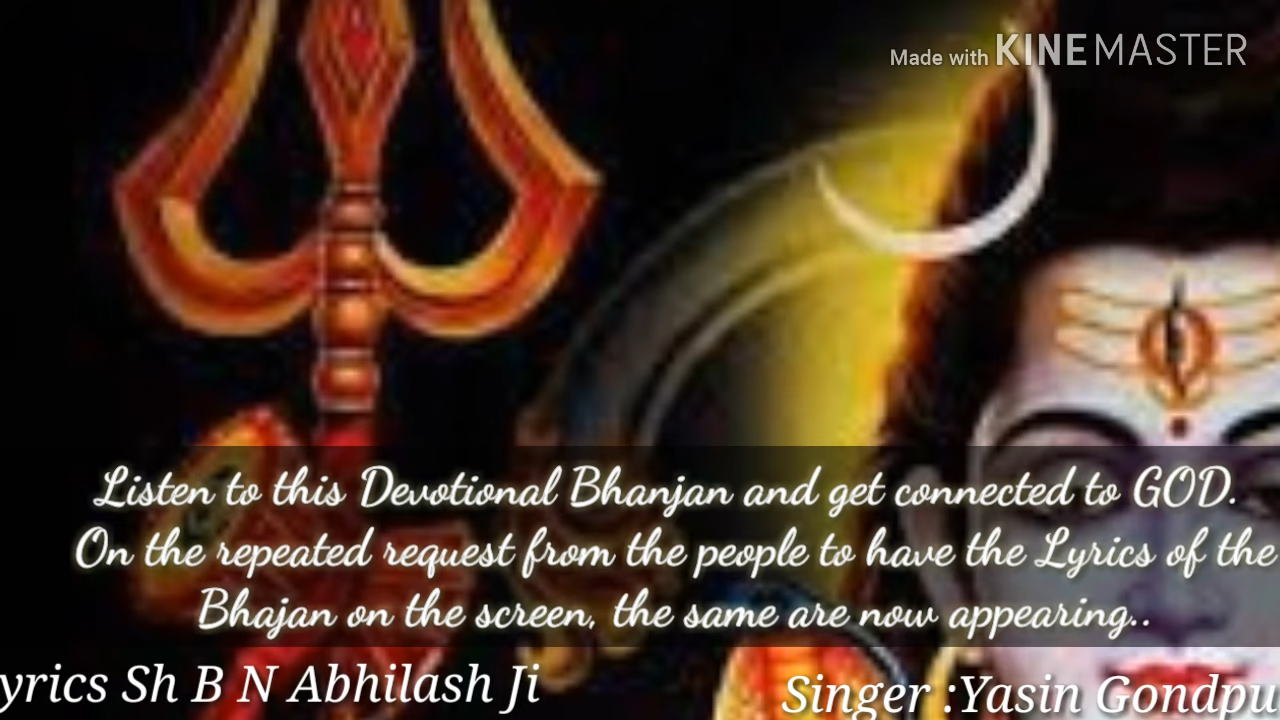 Made with KINEMASTER
Listen to this Devotional Bhanjan and get connected to GOD.
On the repeated request from the people to have the Lyrics of the
Bhajan on the screen, the same are now appearing..
yrics Sh B N Abhilash Ji
Singer :Yasin Gondpu